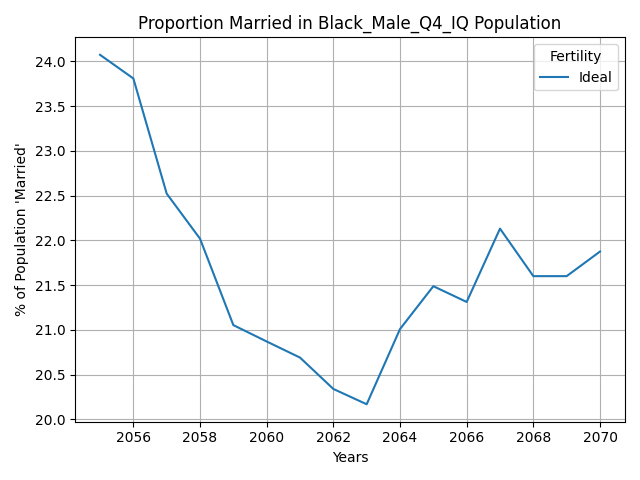 Proportion Married in Black_Male_Q4_IQ Population
Fertility
Ideal
% of Population 'Married'
24.0
23.5
23.0
22.5
22.0
21.5
21.0
20.5
20.0
2056 2058 2060 2062 2064 2066 2068 2070
Years